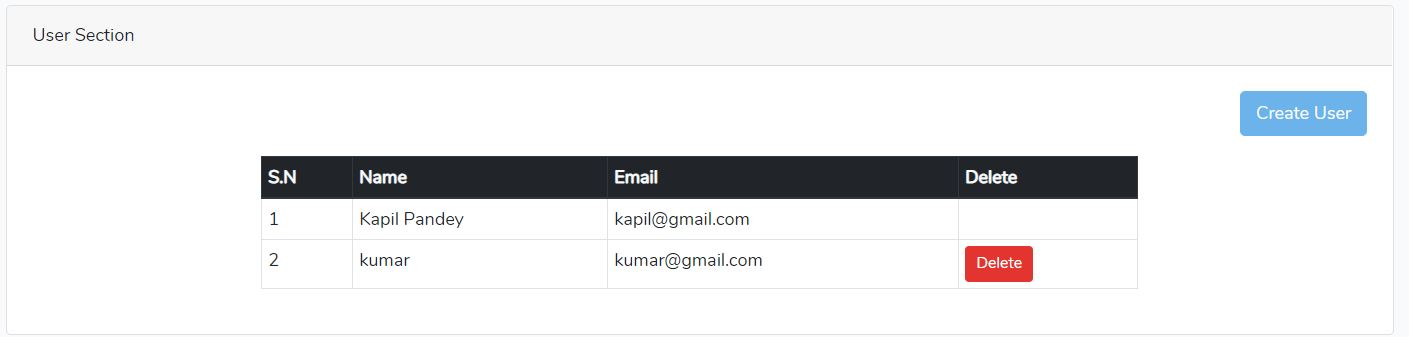 User Section
Create User
S.N Name Email Delete
1 Kapil Pandey kapil@gmail.com
2 kumar kumar@gmail.com Delete